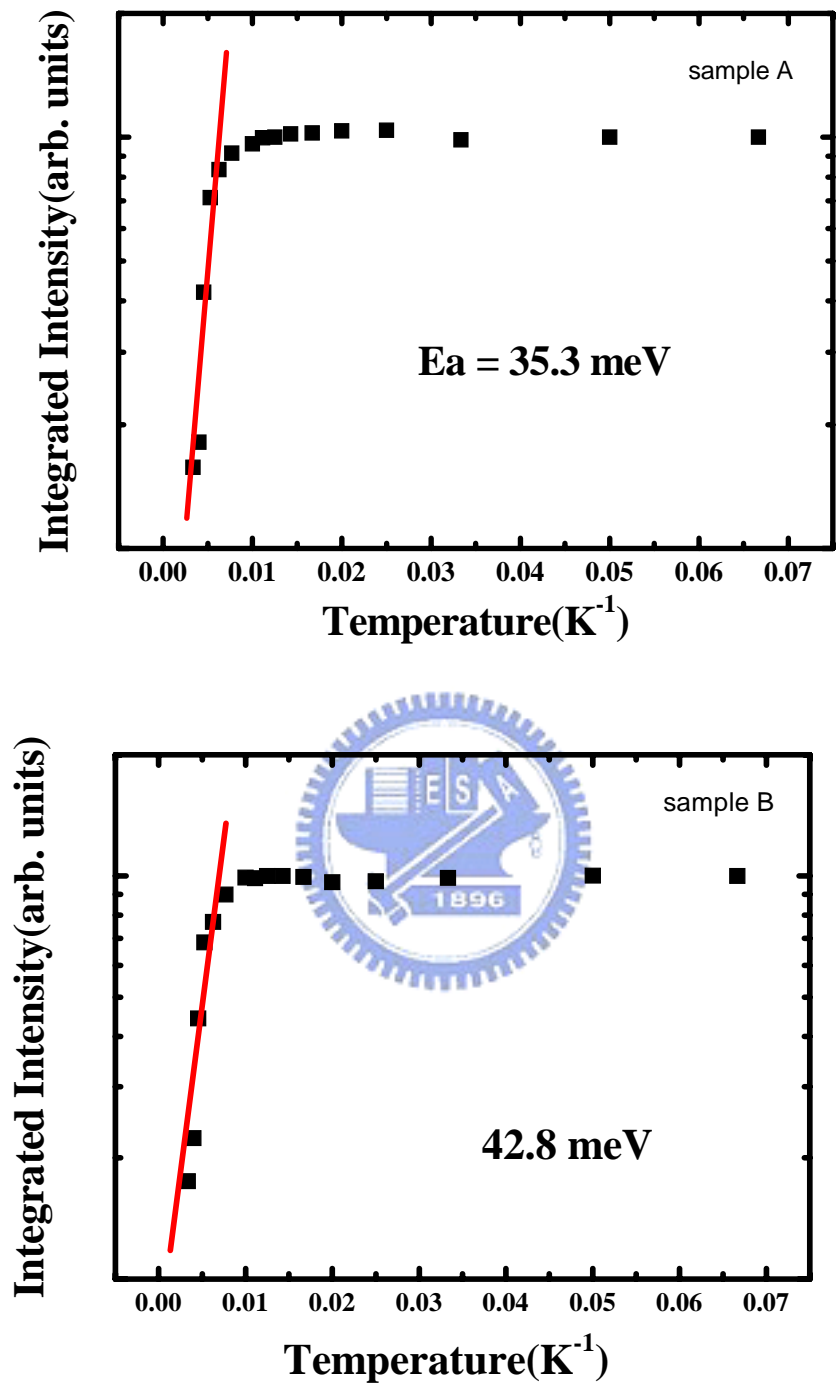 sample A
Integrated Intensity(arb. units)
Ea = 35.3 meV
0.00 0.01 0.02 0.03 0.04 0.05 0.06 0.07
Temperature(K⁻¹)
sample B
Integrated Intensity(arb. units)
E S A
1896
42.8 meV
0.00 0.01 0.02 0.03 0.04 0.05 0.06 0.07
Temperature(K⁻¹)